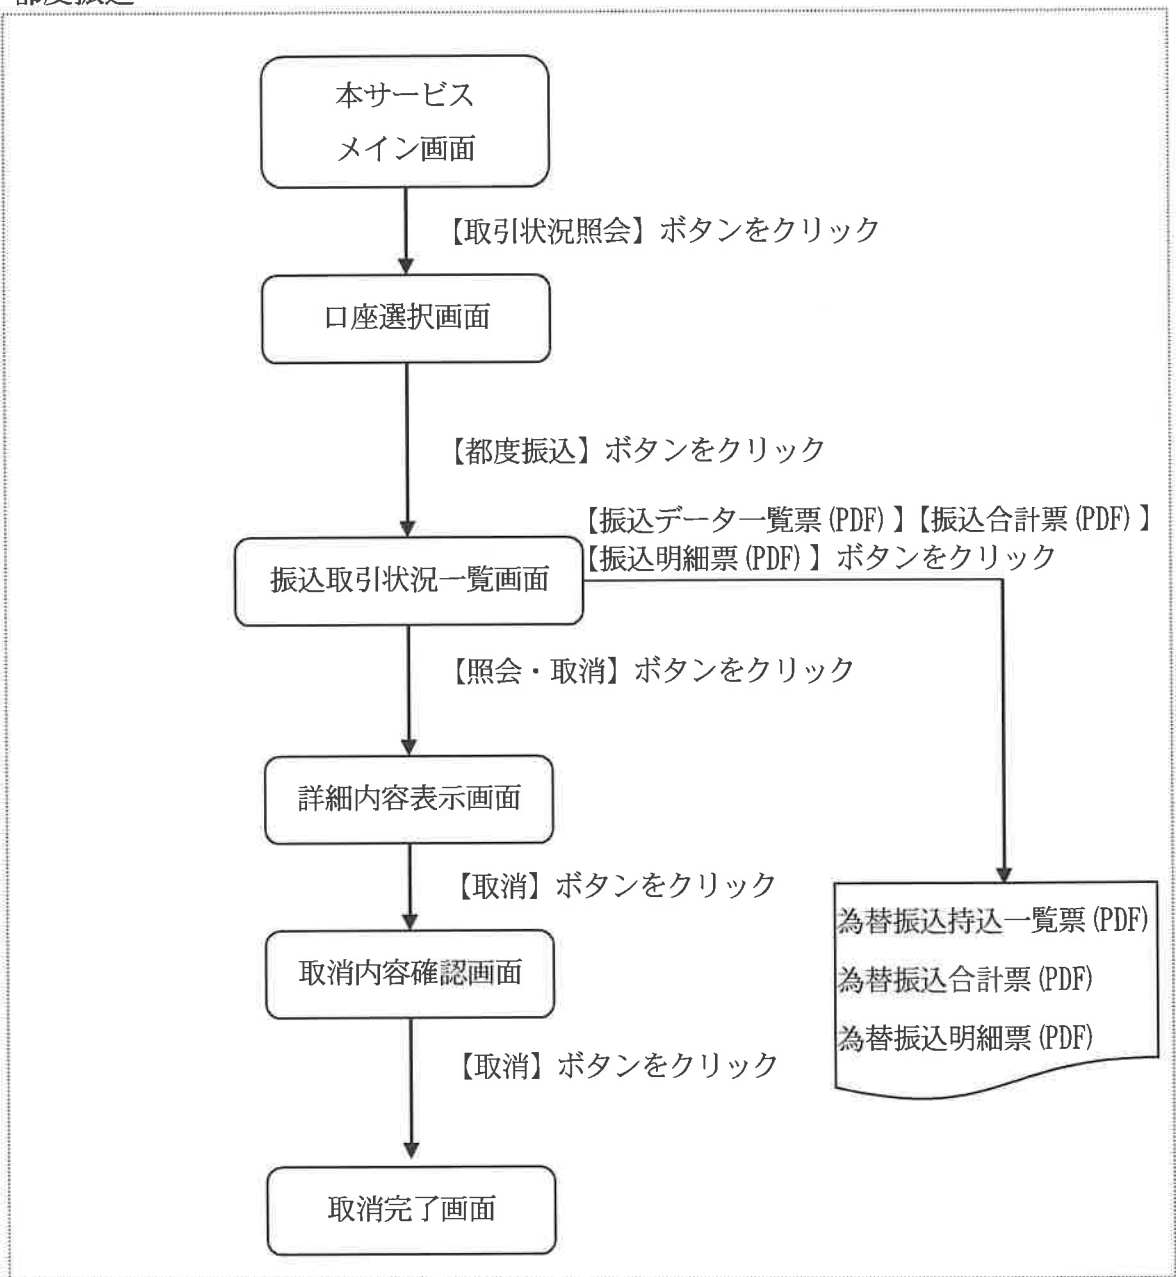 都度振込
本サービス
メイン画面
【取引状況照会】ボタンをクリック
口座選択画面
【都度振込】ボタンをクリック
【振込データ一覧票(PDF)】【振込合計票(PDF)】
【振込明細票(PDF)】ボタンをクリック
振込取引状況一覧画面
【照会・取消】ボタンをクリック
詳細内容表示画面
【取消】ボタンをクリック
為替振込持込一覧票(PDF)
為替振込合計票(PDF)
為替振込明細票(PDF)
取消内容確認画面
【取消】ボタンをクリック
取消完了画面